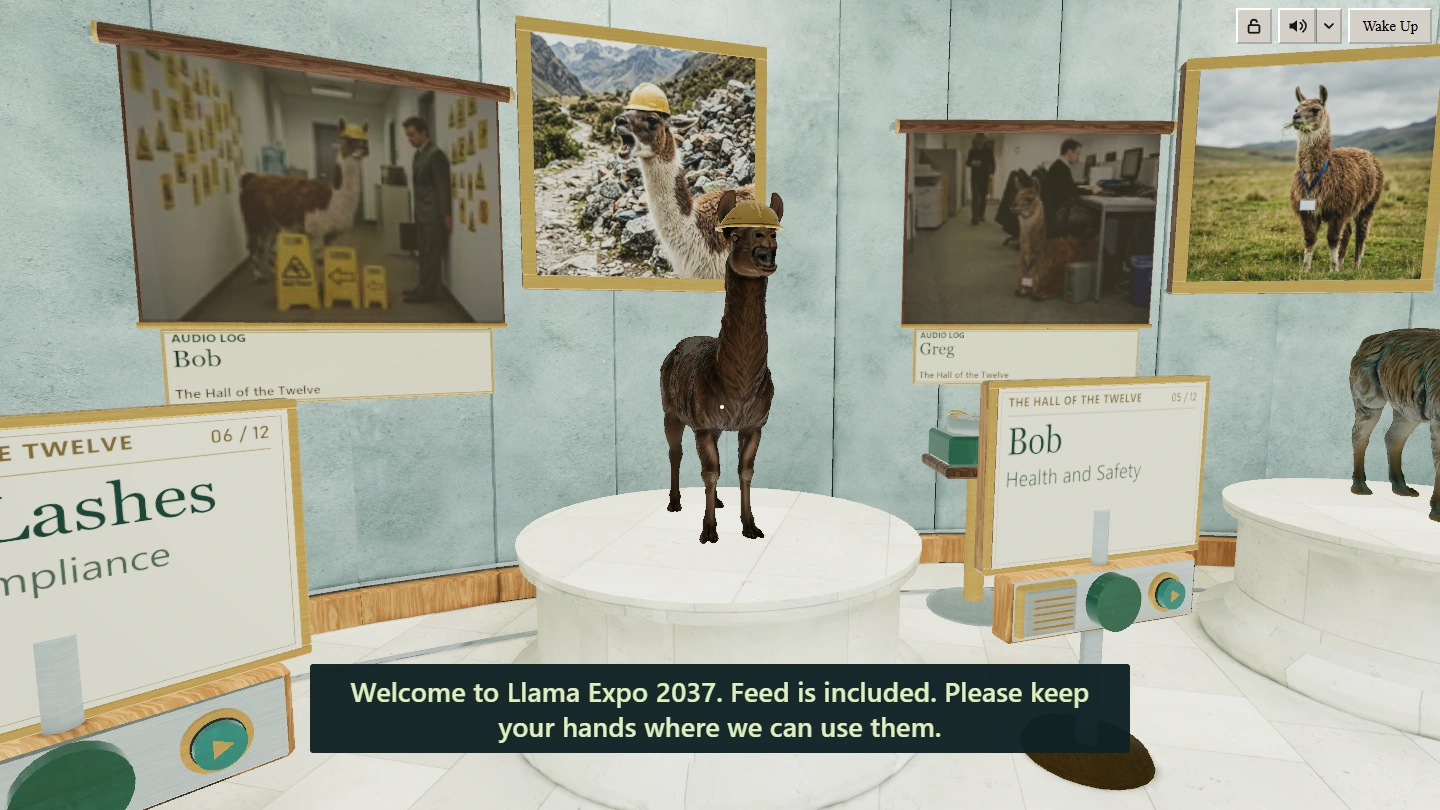 Wake Up
AUDIO LOG
Bob
The Hall of the Twelve
AUDIO LOG
Greg
The Hall of the Twelve
E TWELVE 06 / 12
Lashes
mpliance
THE HALL OF THE TWELVE 05 / 12
Bob
Health and Safety
Welcome to Llama Expo 2037. Feed is included. Please keep
your hands where we can use them.